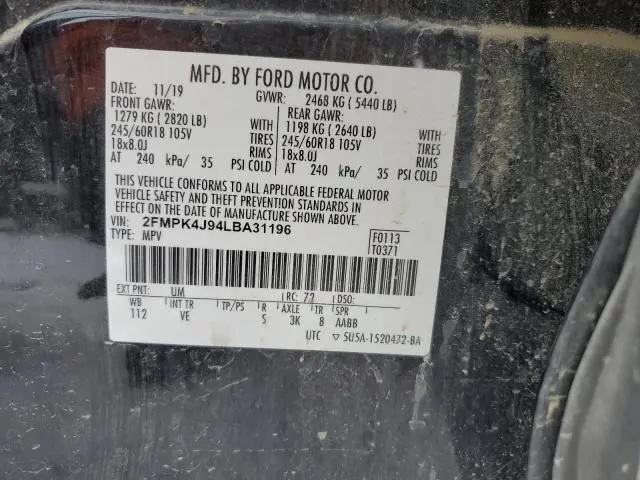 MFD. BY FORD MOTOR CO.
DATE: 11/19 GVWR: 2468 KG ( 5440 LB)
FRONT GAWR: REAR GAWR:
1279 KG ( 2820 LB) WITH 1198 KG ( 2640 LB)
245/60R18 105V TIRES 245/60R18 105V
18x8.0J RIMS 18x8.0J
AT 240 kPa/ 35 PSI COLD AT 240 kPa/ 35 PSI COLD
WITH
TIRES
RIMS
THIS VEHICLE CONFORMS TO ALL APPLICABLE FEDERAL MOTOR
VEHICLE SAFETY AND THEFT PREVENTION STANDARDS IN
EFFECT ON THE DATE OF MANUFACTURE SHOWN ABOVE.
VIN: 2FMPK4J94LBA31196
TYPE: MPV
F0113
T0371
EXT PNT: UM RC: 72 DSO:
WB INT TR TP/PS R AXLE TR SPR
112 VE 5 3K 8 AABB
UTC ▽5U5A-1520472-BA